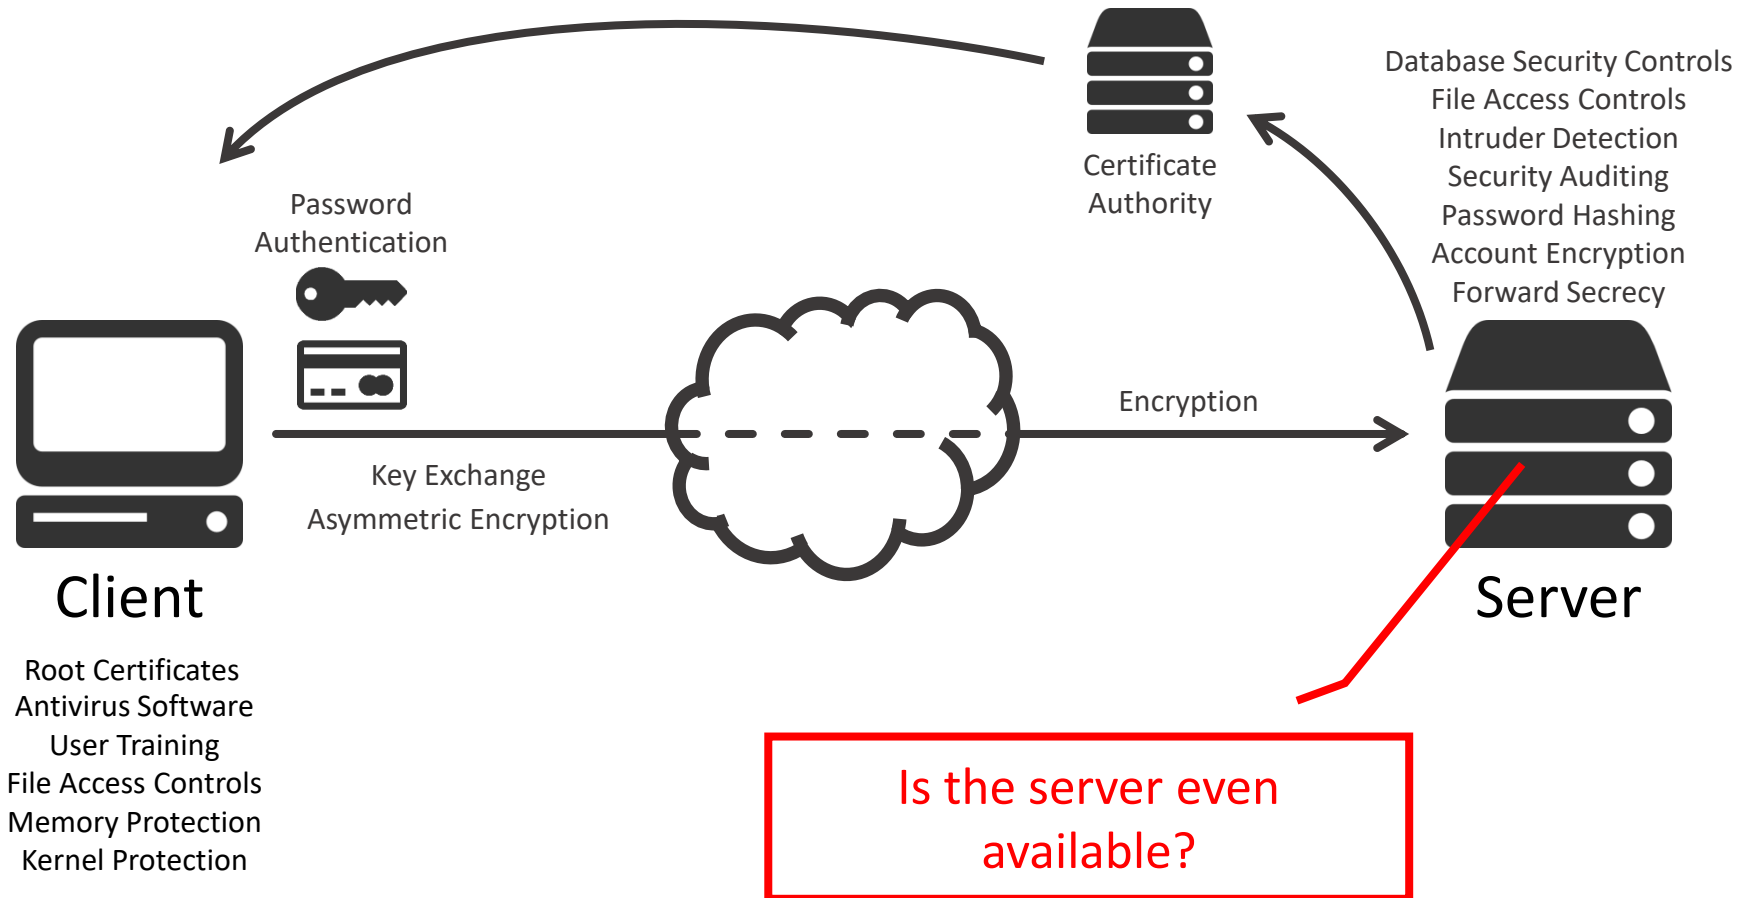 Certificate
Authority
Database Security Controls
File Access Controls
Intruder Detection
Security Auditing
Password Hashing
Account Encryption
Forward Secrecy
Password
Authentication
Encryption
Key Exchange
Asymmetric Encryption
Client
Server
Root Certificates
Antivirus Software
User Training
File Access Controls
Memory Protection
Kernel Protection
Is the server even
available?